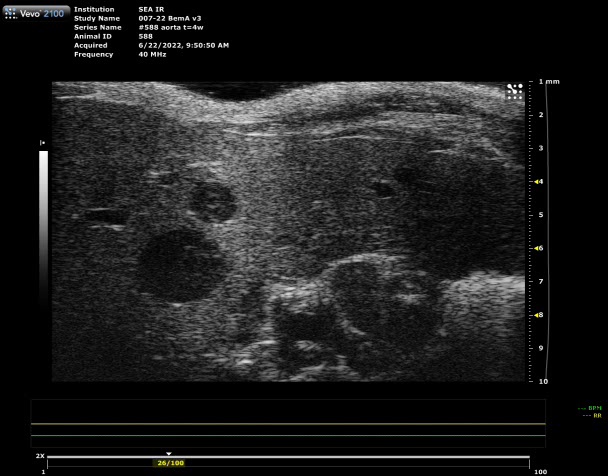 Vevo 2100
Institution SEA IR
Study Name 007-22 BemA v3
Series Name #588 aorta t=4w
Animal ID 588
Acquired 6/22/2022, 9:50:50 AM
Frequency 40 MHz
1 mm
2
3
4
5
6
7
8
9
10
--- BPM
--- RR
2X
26/100
1 100